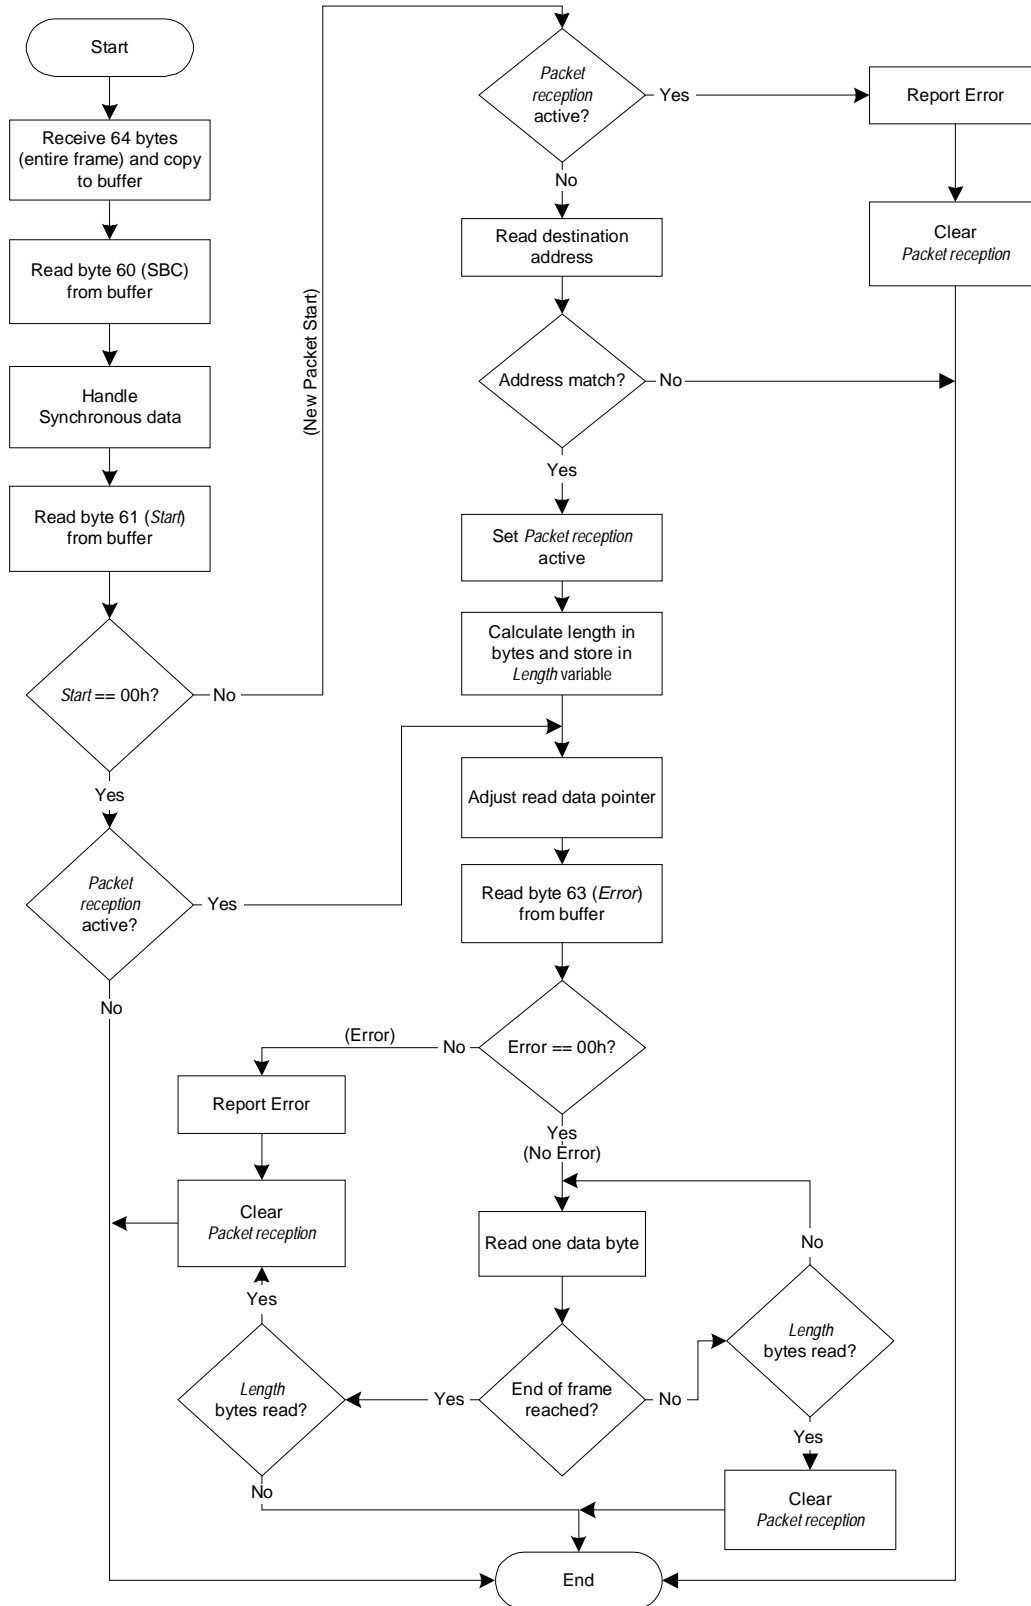 Start
Receive 64 bytes
(entire frame) and copy
to buffer
Read byte 60 (SBC)
from buffer
Handle
Synchronous data
Read byte 61 (Start)
from buffer
Start == 00h?
No
Yes
Packet
reception
active?
Yes
No
(New Packet Start)
Packet
reception
active?
Yes
No
Report Error
Clear
Packet reception
Read destination
address
Address match?
No
Yes
Set Packet reception
active
Calculate length in
bytes and store in
Length variable
Adjust read data pointer
Read byte 63 (Error)
from buffer
Error == 00h?
No
(Error)
Yes
(No Error)
Report Error
Clear
Packet reception
Yes
Length
bytes read?
No
Read one data byte
End of frame
reached?
Yes
No
Length
bytes read?
No
Yes
Clear
Packet reception
End